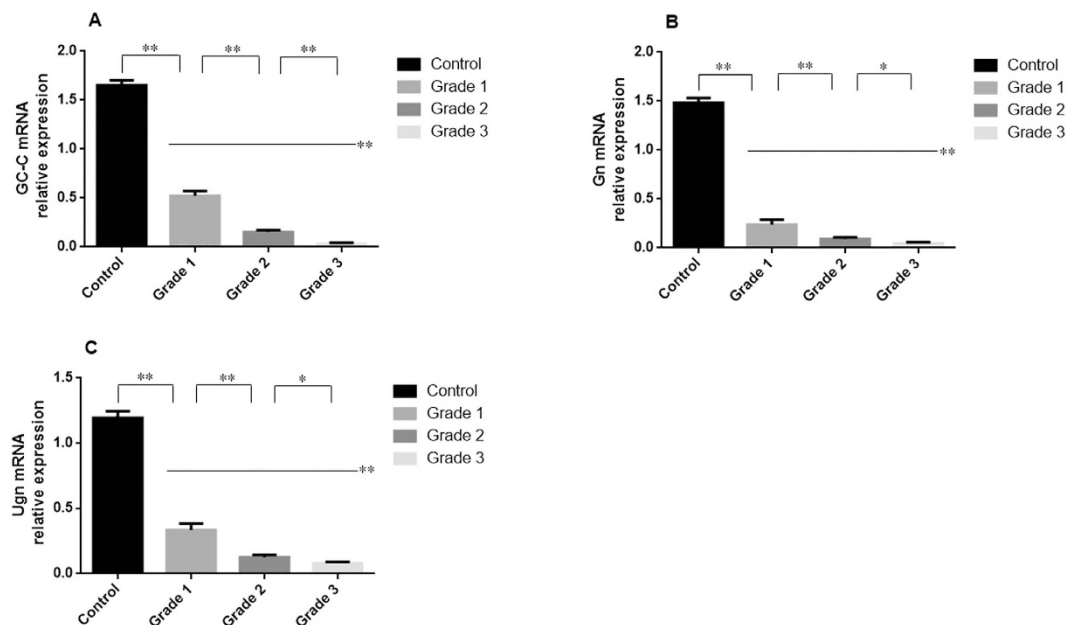 A
GC-C mRNA
relative expression
2.0
1.5
1.0
0.5
0.0
** ** **
**
Control
Grade 1
Grade 2
Grade 3
Control
Grade 1
Grade 2
Grade 3
B
Gn mRNA
relative expression
2.0
1.5
1.0
0.5
0.0
** ** *
**
Control
Grade 1
Grade 2
Grade 3
Control
Grade 1
Grade 2
Grade 3
C
Ugn mRNA
relative expression
1.5
1.0
0.5
0.0
** ** *
**
Control
Grade 1
Grade 2
Grade 3
Control
Grade 1
Grade 2
Grade 3